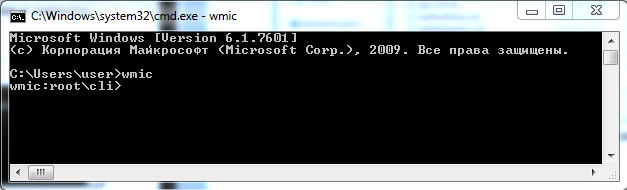 C:\Windows\system32\cmd.exe - wmic
Microsoft Windows [Version 6.1.7601]
(c) Корпорация Майкрософт (Microsoft Corp.), 2009. Все права защищены.
C:\Users\user>wmic
wmic:root\cli>